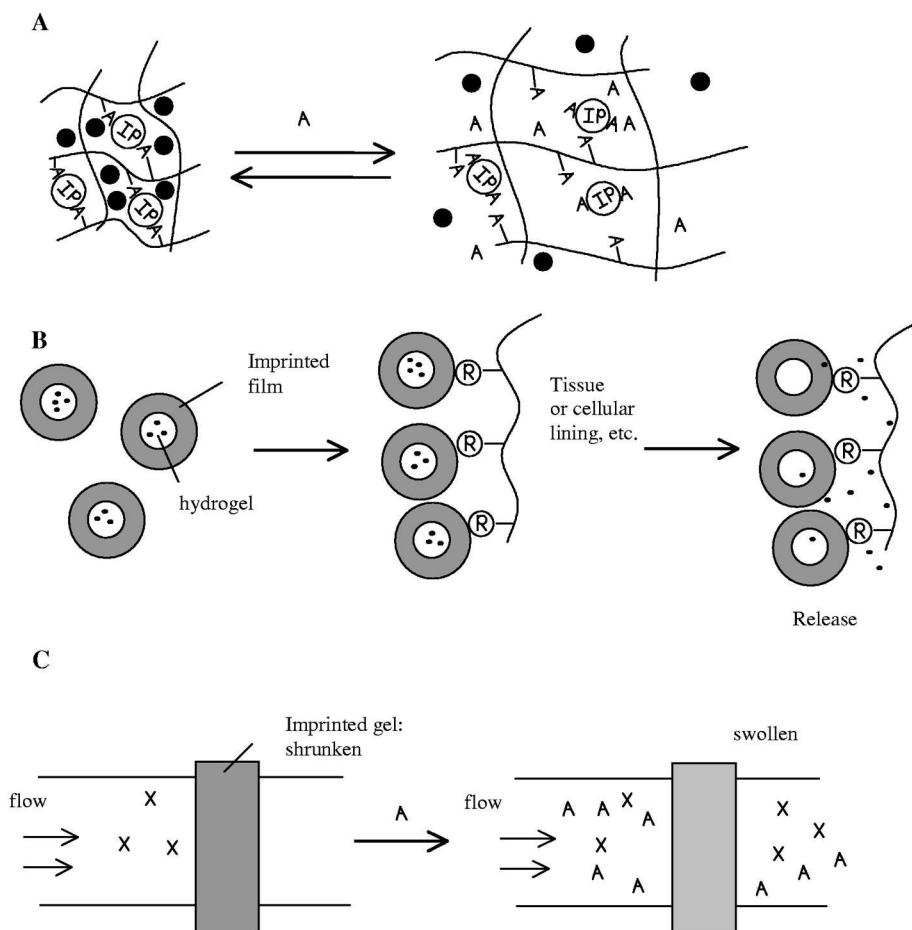 A
A
A A A A A A A
IP IP IP
A A A A A A A A A A A A A A A A A
IP IP IP
B
Imprinted
film
hydrogel
R
R
R
Tissue
or cellular
lining, etc.
R
R
R
Release
C
Imprinted gel:
shrunken
flow
X
X X
A
swollen
flow
A A X A
X
A A
X
X
X A A
A